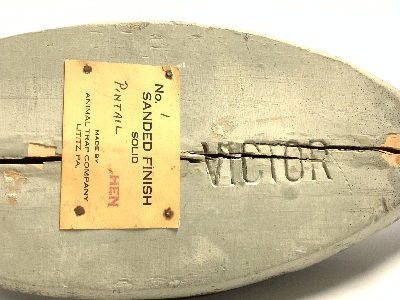 No. 1
SANDED FINISH
SOLID
PINTAIL
HEN
MADE BY
ANIMAL TRAP COMPANY
LITITZ, PA.
VICTOR